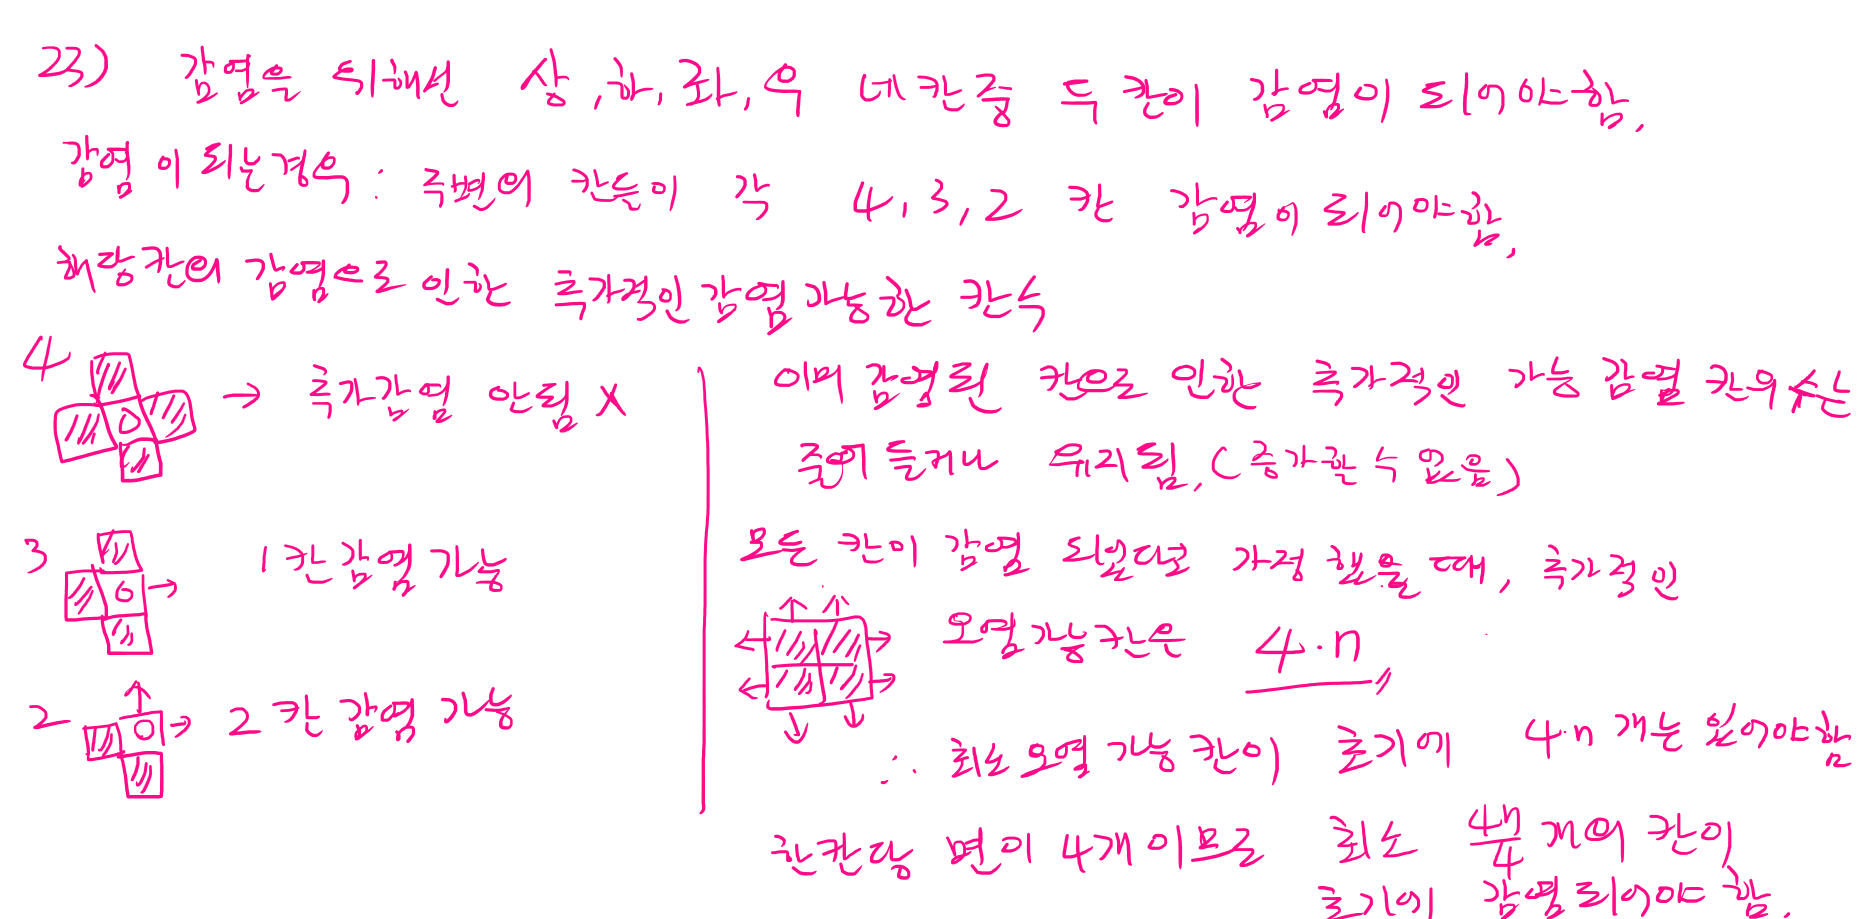 23) 감염을 위해선 상,하,좌,우 네칸중 두 칸이 감염이 되어야함.
감염이 되는경우 : 주변의 칸들이 각 4,3,2 칸 감염이 되어야함.
해당칸의 감염으로 인한 추가적인 감염가능한 칸수
4 → 추가감염 안됨 X
3 1칸 감염 가능
2 2칸 감염 가능
이미 감염된 칸으로 인한 추가적인 가능 감염 칸의 수는
줄어 들거나 유지됨. (증가할 수 없음)
모든 칸이 감염 되었다고 가정 했을 때, 추가적인
오염가능칸은 4·n
∴ 최소 오염 가능 칸이 초기에 4·n 개는 있어야함
한칸당 면이 4개 이므로 최소 4n/4 개의 칸이
초기에 감염되어야 함.